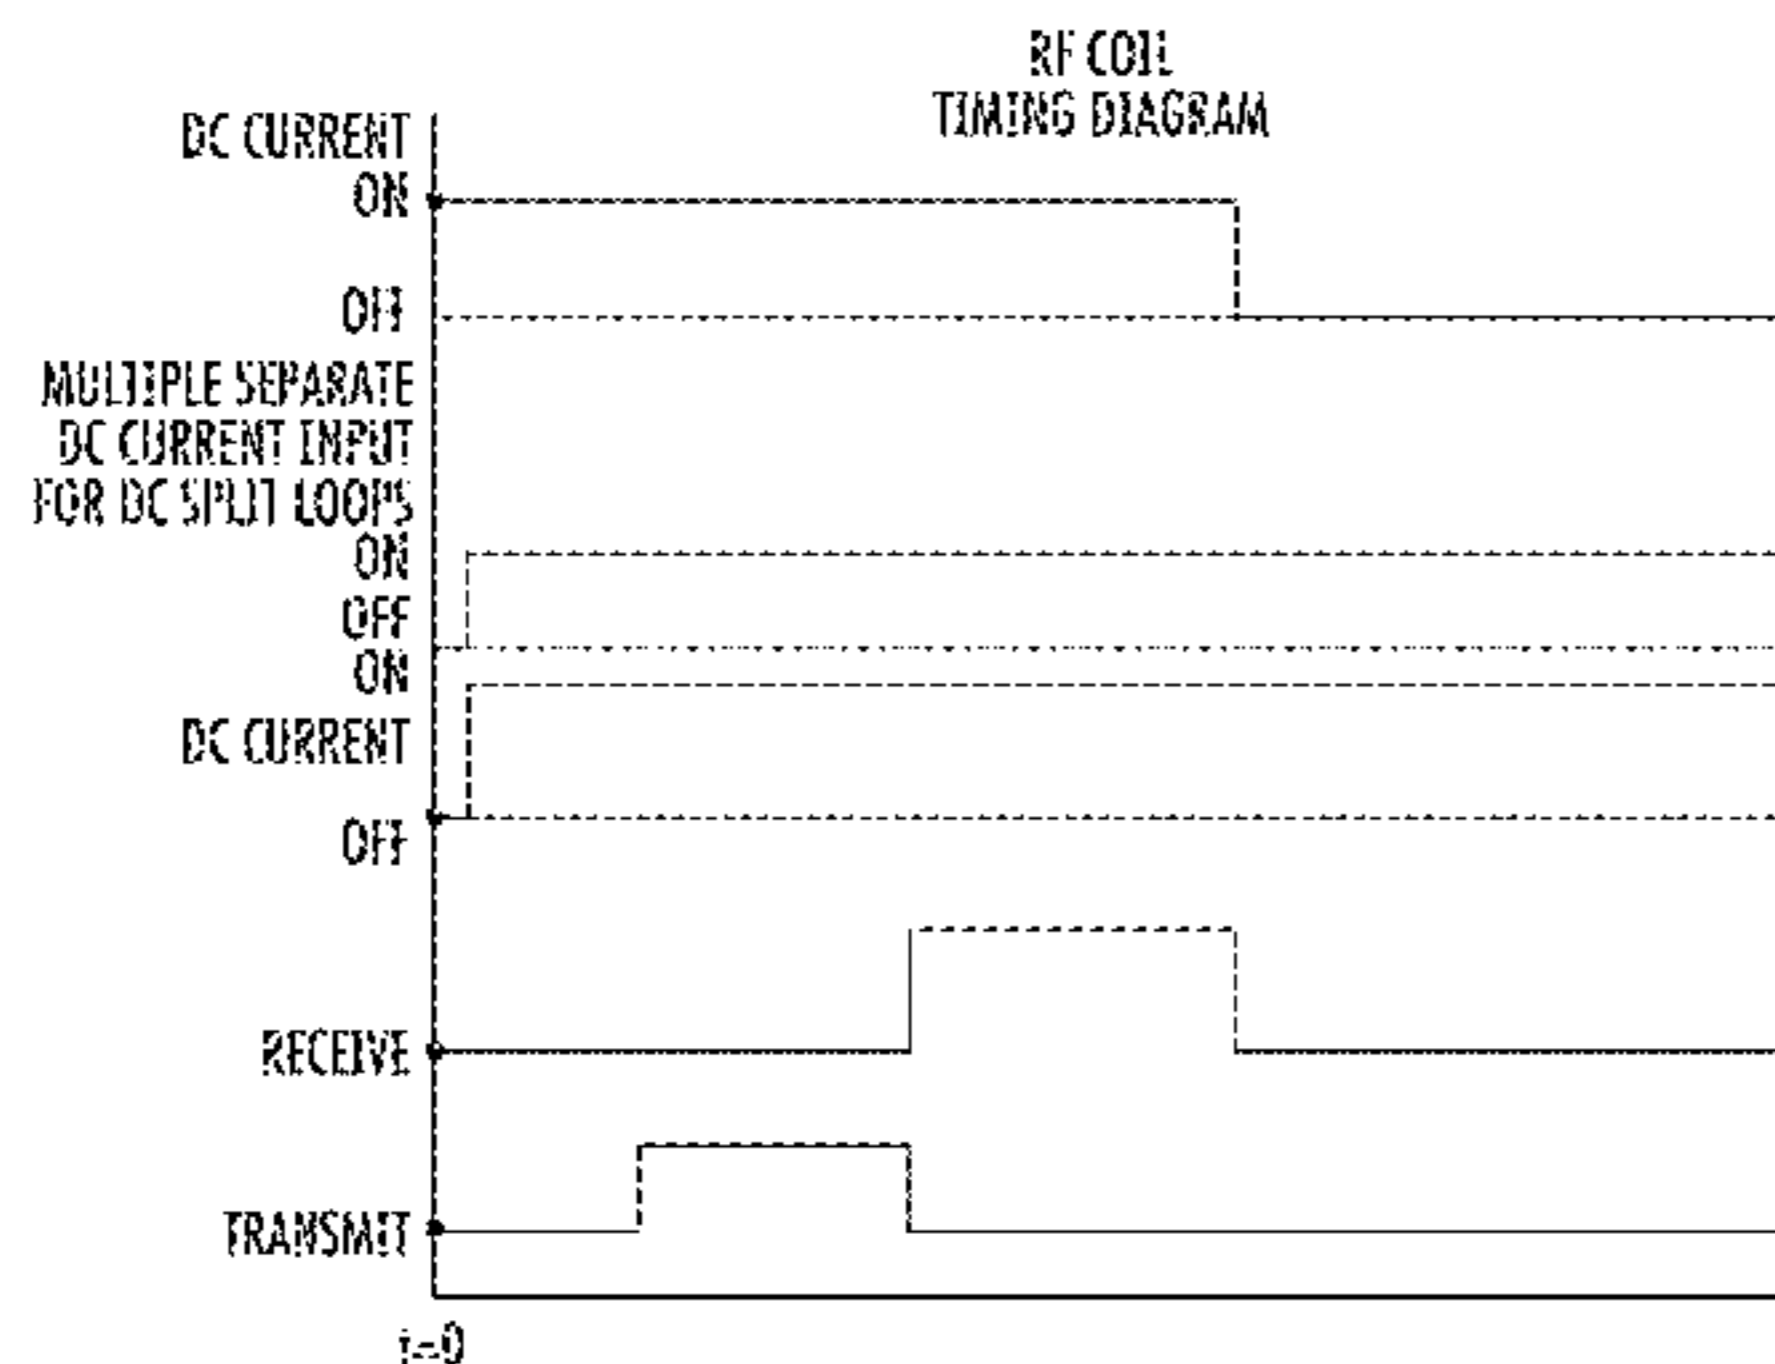 RF COIL
TIMING DIAGRAM
DC CURRENT
ON
OFF
MULTIPLE SEPARATE
DC CURRENT INPUT
FOR DC SPLIT LOOPS
ON
OFF
ON
DC CURRENT
OFF
RECEIVE
TRANSMIT
t=0